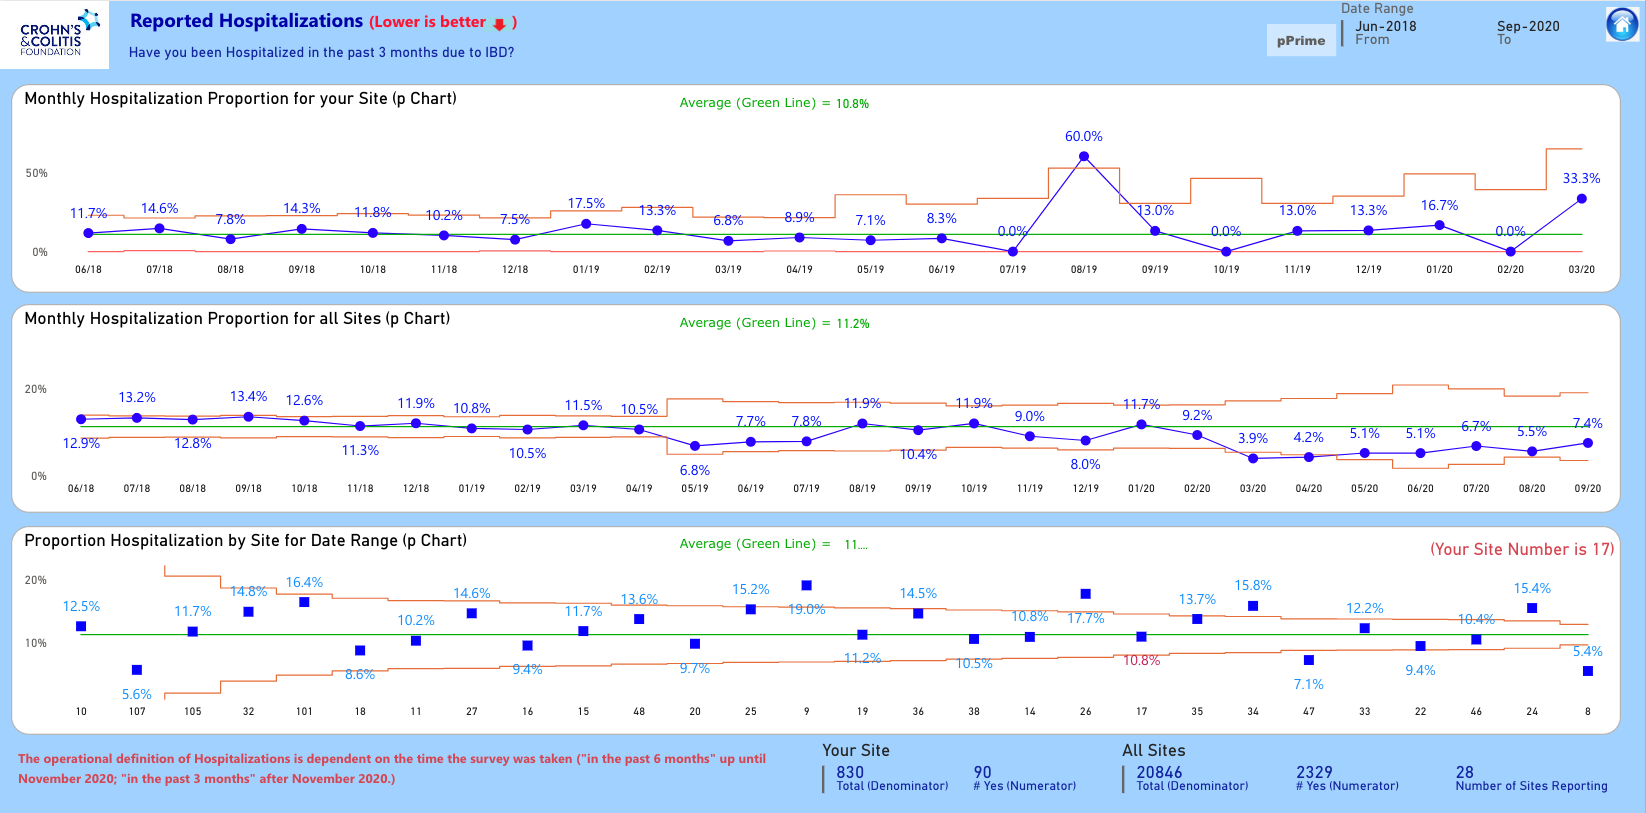 CROHN'S
&COLITIS
FOUNDATION
Reported Hospitalizations (Lower is better )
Have you been Hospitalized in the past 3 months due to IBD?
pPrime
Date Range
Jun-2018
From
Sep-2020
To
Monthly Hospitalization Proportion for your Site (p Chart)
Average (Green Line) = 10.8%
50%
0%
11.7% 14.6% 7.8% 14.3% 11.8% 10.2% 7.5% 17.5% 13.3% 6.8% 8.9% 7.1% 8.3% 0.0% 60.0% 13.0% 0.0% 13.0% 13.3% 16.7% 0.0% 33.3%
06/18 07/18 08/18 09/18 10/18 11/18 12/18 01/19 02/19 03/19 04/19 05/19 06/19 07/19 08/19 09/19 10/19 11/19 12/19 01/20 02/20 03/20
Monthly Hospitalization Proportion for all Sites (p Chart)
Average (Green Line) = 11.2%
20%
0%
12.9% 13.2% 12.8% 13.4% 12.6% 11.3% 11.9% 10.8% 10.5% 11.5% 10.5% 6.8% 7.7% 7.8% 11.9% 10.4% 11.9% 9.0% 8.0% 11.7% 9.2% 3.9% 4.2% 5.1% 5.1% 6.7% 5.5% 7.4%
06/18 07/18 08/18 09/18 10/18 11/18 12/18 01/19 02/19 03/19 04/19 05/19 06/19 07/19 08/19 09/19 10/19 11/19 12/19 01/20 02/20 03/20 04/20 05/20 06/20 07/20 08/20 09/20
Proportion Hospitalization by Site for Date Range (p Chart)
Average (Green Line) = 11....
(Your Site Number is 17)
20%
10%
12.5% 5.6% 11.7% 14.8% 16.4% 8.6% 10.2% 14.6% 9.4% 11.7% 13.6% 9.7% 15.2% 19.0% 11.2% 14.5% 10.5% 10.8% 17.7% 10.8% 13.7% 15.8% 7.1% 12.2% 9.4% 10.4% 15.4% 5.4%
10 107 105 32 101 18 11 27 16 15 48 20 25 9 19 36 38 14 26 17 35 34 47 33 22 46 24 8
The operational definition of Hospitalizations is dependent on the time the survey was taken ("in the past 6 months" up until
November 2020; "in the past 3 months" after November 2020.)
Your Site
830
Total (Denominator)
90
# Yes (Numerator)
All Sites
20846
Total (Denominator)
2329
# Yes (Numerator)
28
Number of Sites Reporting